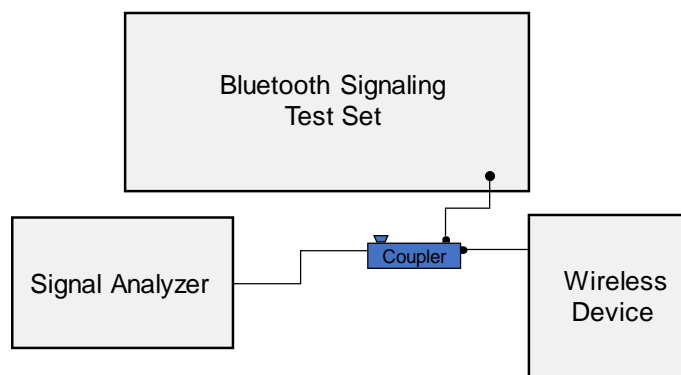 Bluetooth Signaling
Test Set
Signal Analyzer
Coupler
Wireless
Device